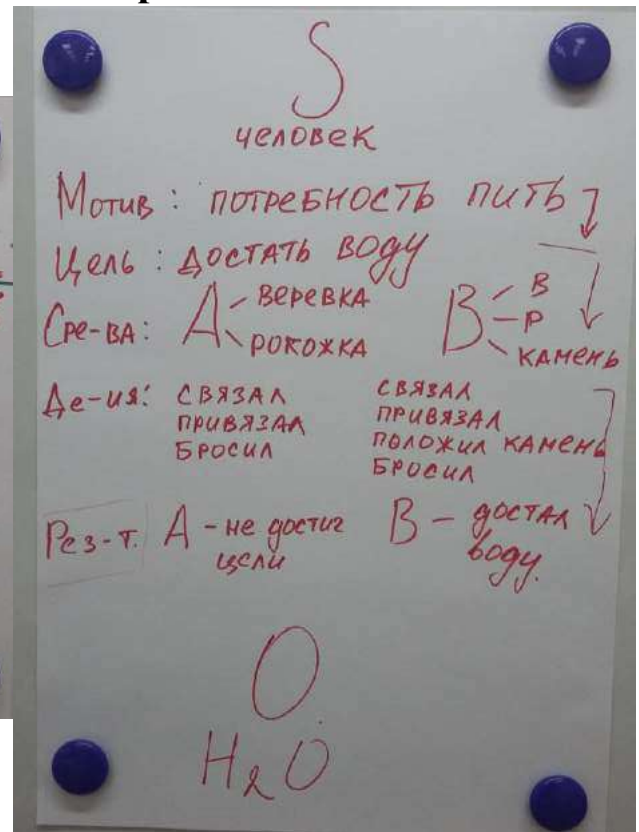 S
человек
Мотив: потребность пить
Цель: достать воду
Сре-ва: А веревка В в
рокожка р
камень
Де-ия: связал связал
привязал привязал
бросил положил камень
бросил
Рез-т. А - не достиг В - достал
цели воду.
О
H2O